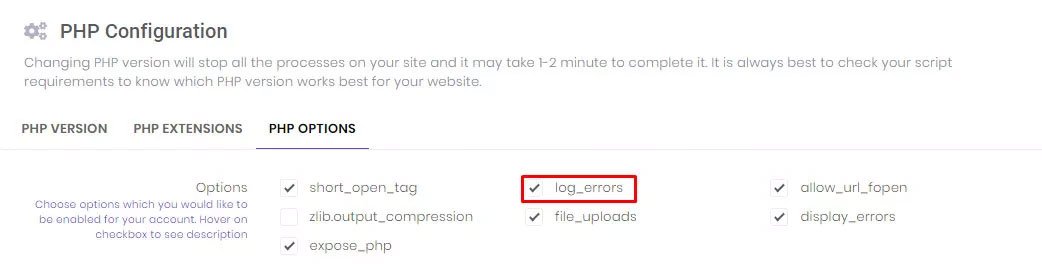 PHP Configuration
Changing PHP version will stop all the processes on your site and it may take 1-2 minute to complete it. It is always best to check your script
requirements to know which PHP version works best for your website.
PHP VERSION PHP EXTENSIONS PHP OPTIONS
Options short_open_tag log_errors allow_url_fopen
Choose options which you would like to
be enabled for your account. Hover on
checkbox to see description
zlib.output_compression file_uploads display_errors
expose_php